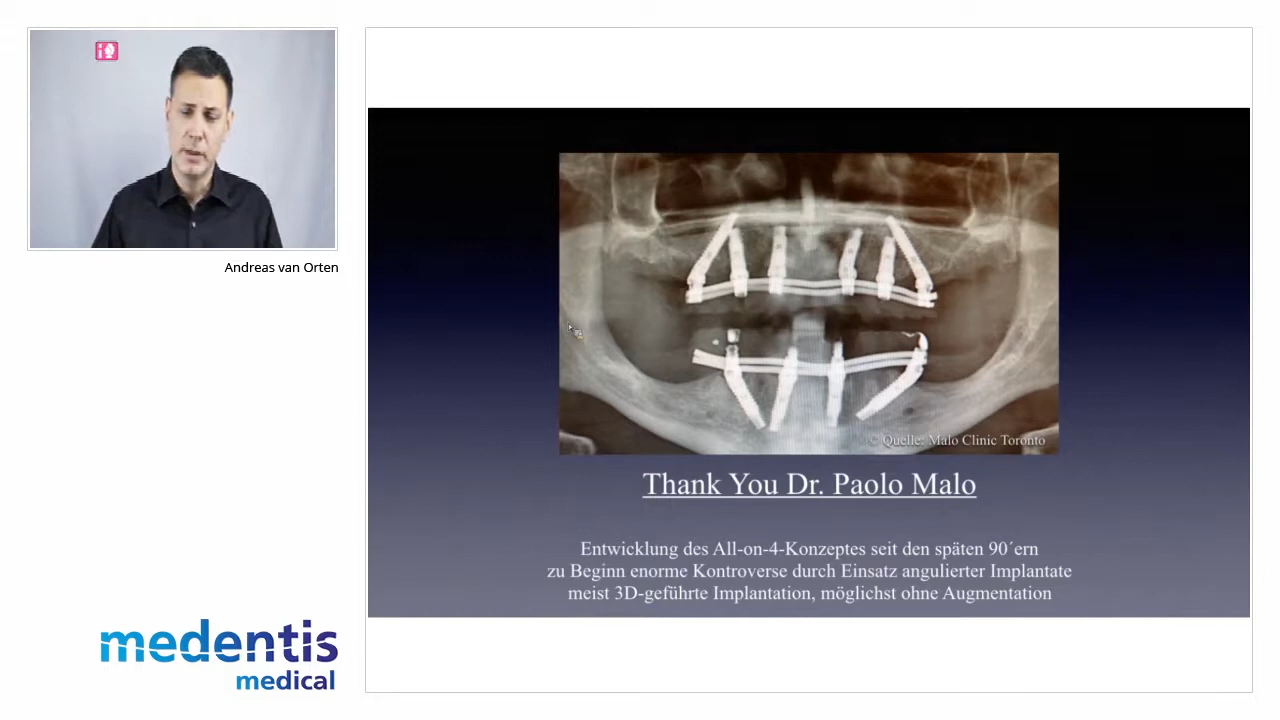 Andreas van Orten
© Quelle: Malo Clinic Toronto
Thank You Dr. Paolo Malo
Entwicklung des All-on-4-Konzeptes seit den späten 90´ern
zu Beginn enorme Kontroverse durch Einsatz angulierter Implantate
meist 3D-geführte Implantation, möglichst ohne Augmentation
medentis
medical